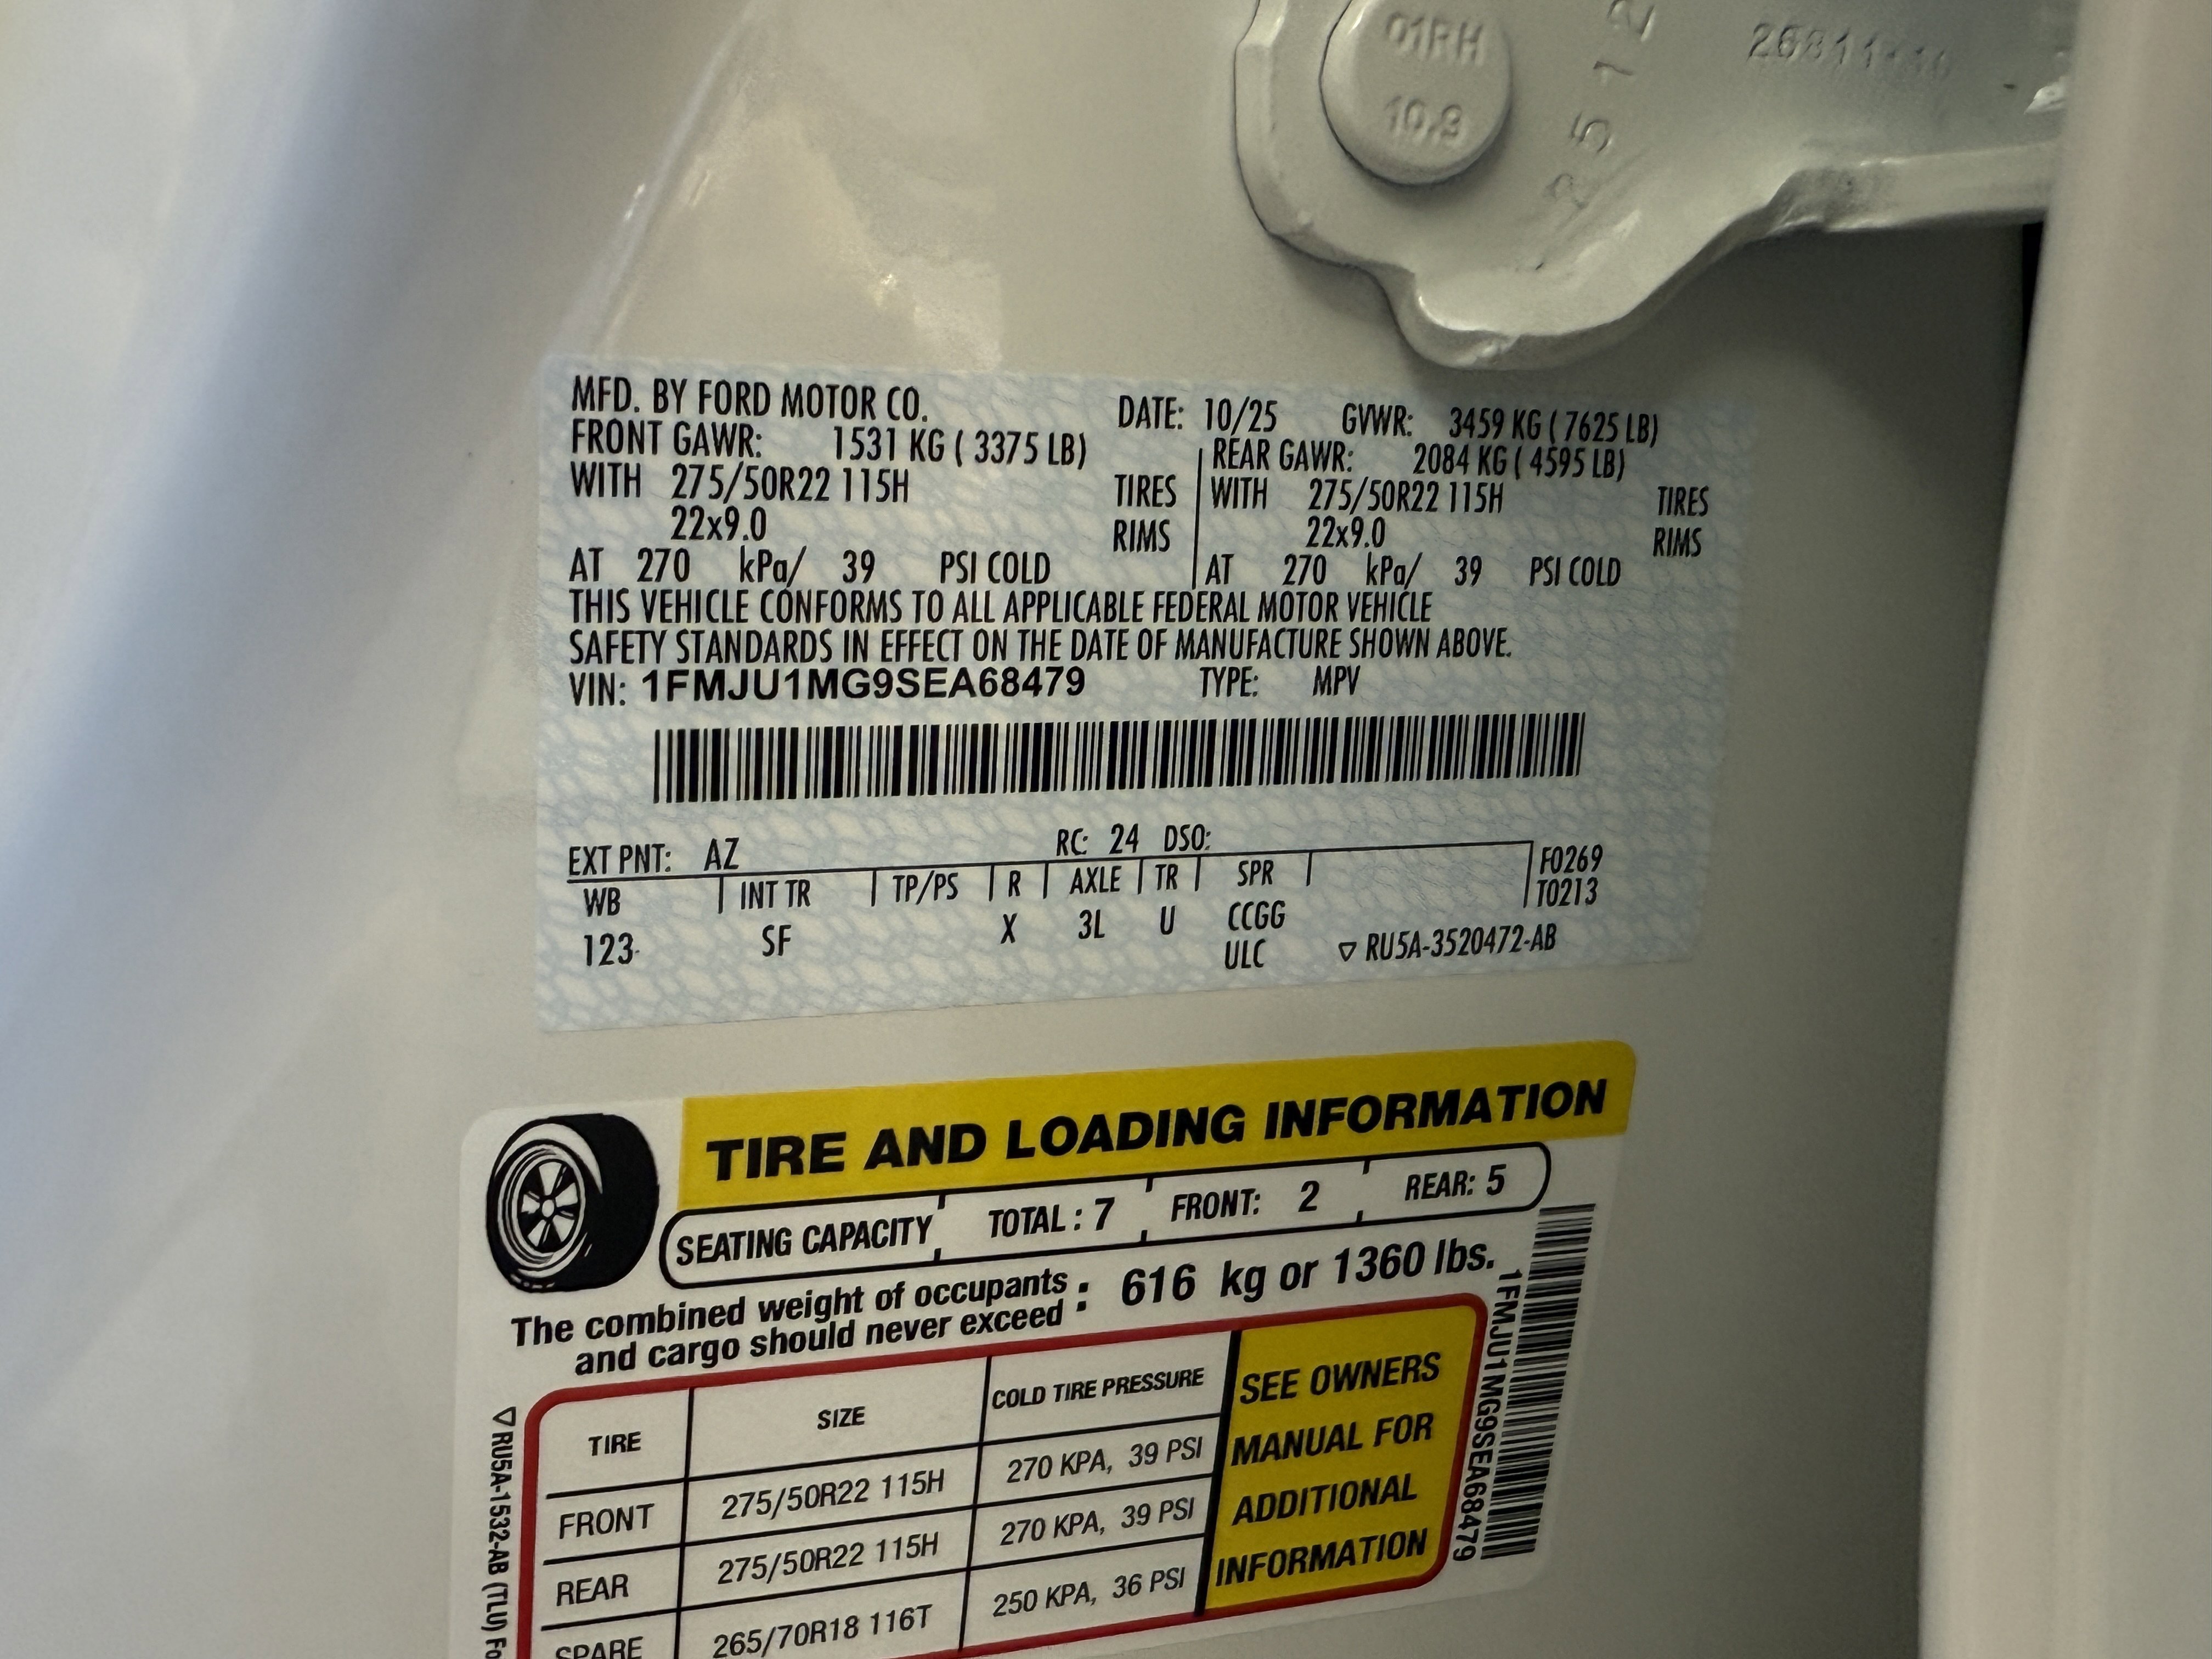 01RH
10.9
2512
MFD. BY FORD MOTOR CO.
DATE: 10/25 GVWR: 3459 KG ( 7625 LB)
FRONT GAWR: 1531 KG ( 3375 LB)
REAR GAWR: 2084 KG ( 4595 LB)
WITH 275/50R22 115H TIRES
WITH 275/50R22 115H TIRES
22x9.0 RIMS
22x9.0 RIMS
AT 270 kPa/ 39 PSI COLD
AT 270 kPa/ 39 PSI COLD
THIS VEHICLE CONFORMS TO ALL APPLICABLE FEDERAL MOTOR VEHICLE
SAFETY STANDARDS IN EFFECT ON THE DATE OF MANUFACTURE SHOWN ABOVE.
VIN: 1FMJU1MG9SEA68479 TYPE: MPV
EXT PNT: AZ RC: 24 DSO:
WB INT TR TP/PS R AXLE TR SPR F0269
T0213
123 SF X 3L U CCGG
ULC ▽ RU5A-3520472-AB
TIRE AND LOADING INFORMATION
SEATING CAPACITY TOTAL : 7 FRONT: 2 REAR: 5
The combined weight of occupants
and cargo should never exceed : 616 kg or 1360 lbs.
TIRE SIZE COLD TIRE PRESSURE
FRONT 275/50R22 115H 270 KPA, 39 PSI
REAR 275/50R22 115H 270 KPA, 39 PSI
SPARE 265/70R18 116T 250 KPA, 36 PSI
SEE OWNERS
MANUAL FOR
ADDITIONAL
INFORMATION
1FMJU1MG9SEA68479
▽RU5A-1532-AB (TLU)